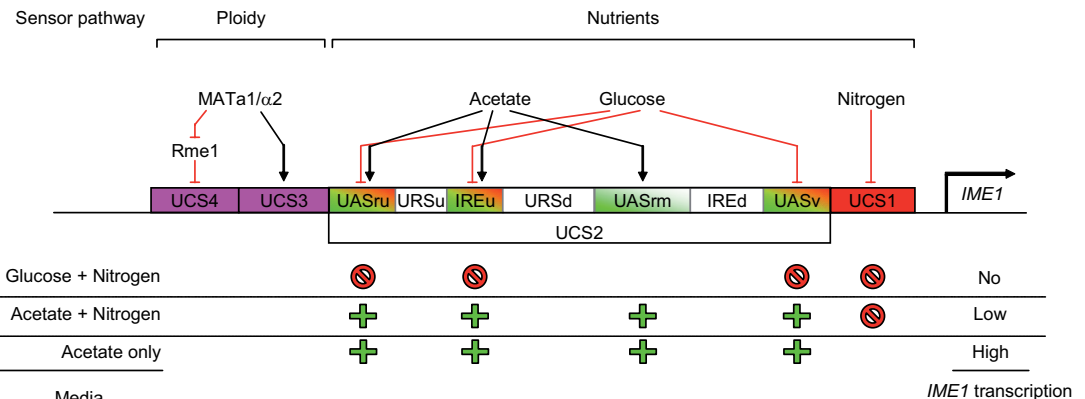 Sensor pathway Ploidy Nutrients
MATa1/α2 Acetate Glucose Nitrogen
Rme1
UCS4 UCS3 UASru URSu IREu URSd UASrm IREd UASv UCS1 IME1
UCS2
Glucose + Nitrogen No
Acetate + Nitrogen Low
Acetate only High
Media IME1 transcription